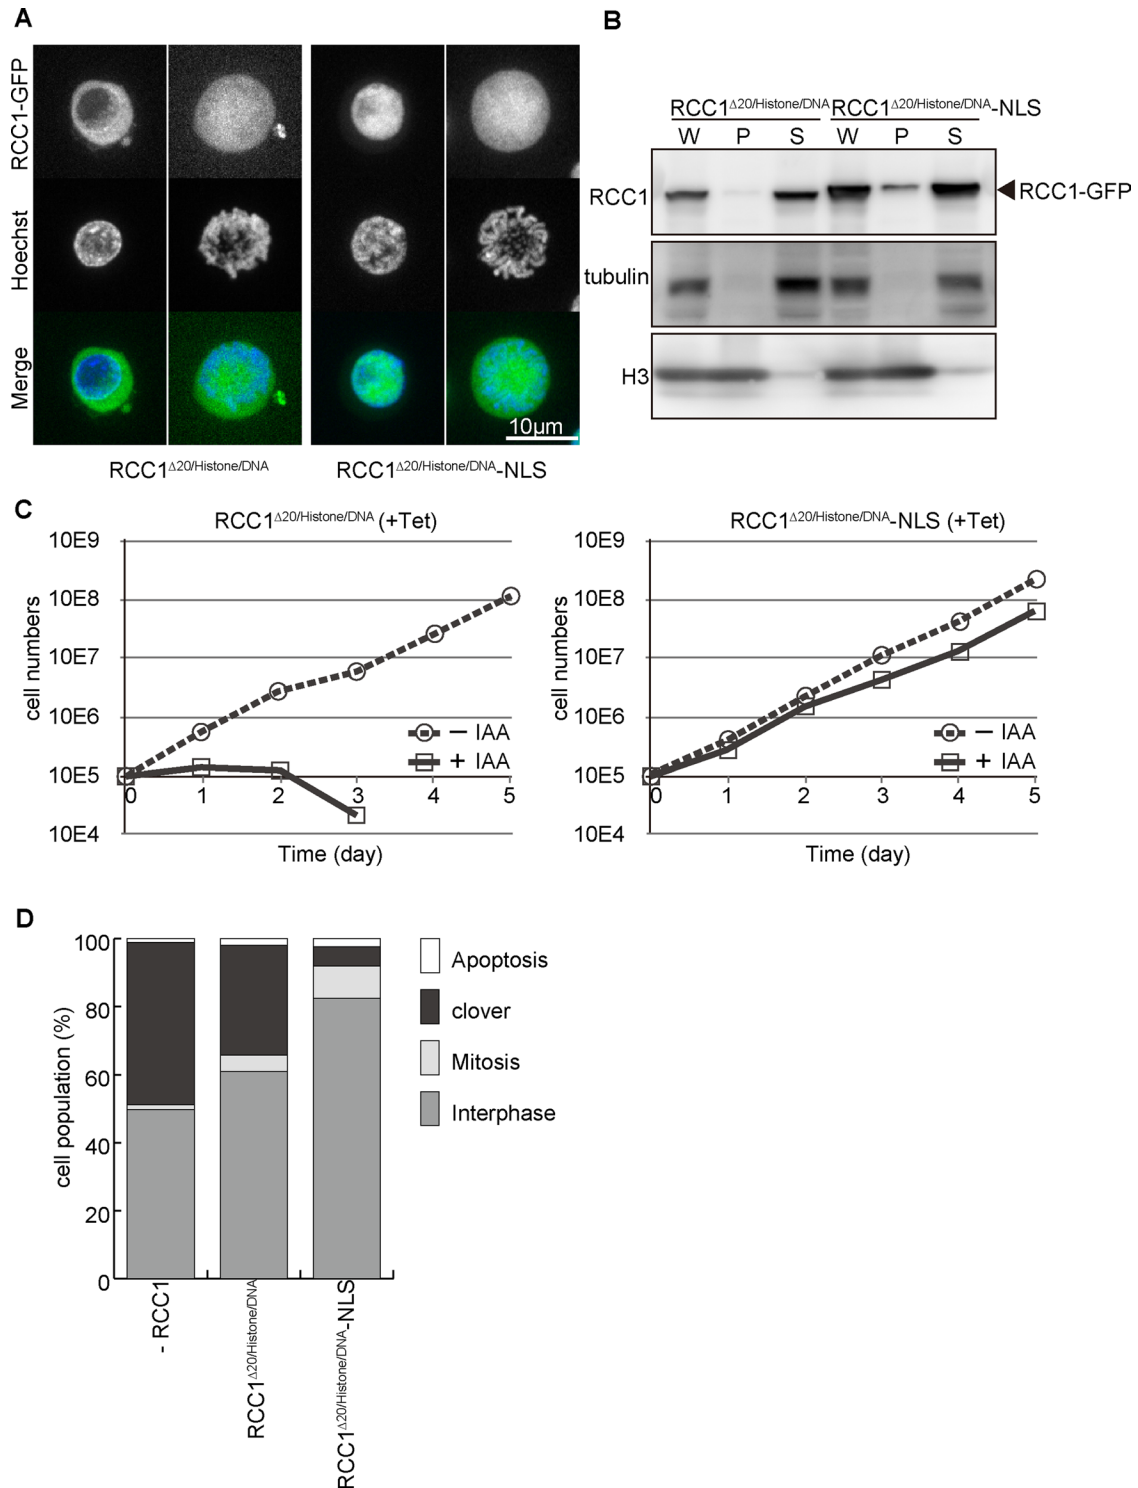 A
RCC1-GFP
Hoechst
Merge
10μm
RCC1Δ20/Histone/DNA
RCC1Δ20/Histone/DNA-NLS
B
RCC1Δ20/Histone/DNA RCC1Δ20/Histone/DNA-NLS
W P S W P S
RCC1
RCC1-GFP
tubulin
H3
C
RCC1Δ20/Histone/DNA (+Tet)
10E9
10E8
10E7
10E6
10E5
10E4
cell numbers
− IAA
+ IAA
0 1 2 3 4 5
Time (day)
RCC1Δ20/Histone/DNA-NLS (+Tet)
10E9
10E8
10E7
10E6
10E5
10E4
cell numbers
− IAA
+ IAA
0 1 2 3 4 5
Time (day)
D
100
80
60
40
20
0
cell population (%)
Apoptosis
clover
Mitosis
Interphase
- RCC1
RCC1Δ20/Histone/DNA
RCC1Δ20/Histone/DNA-NLS